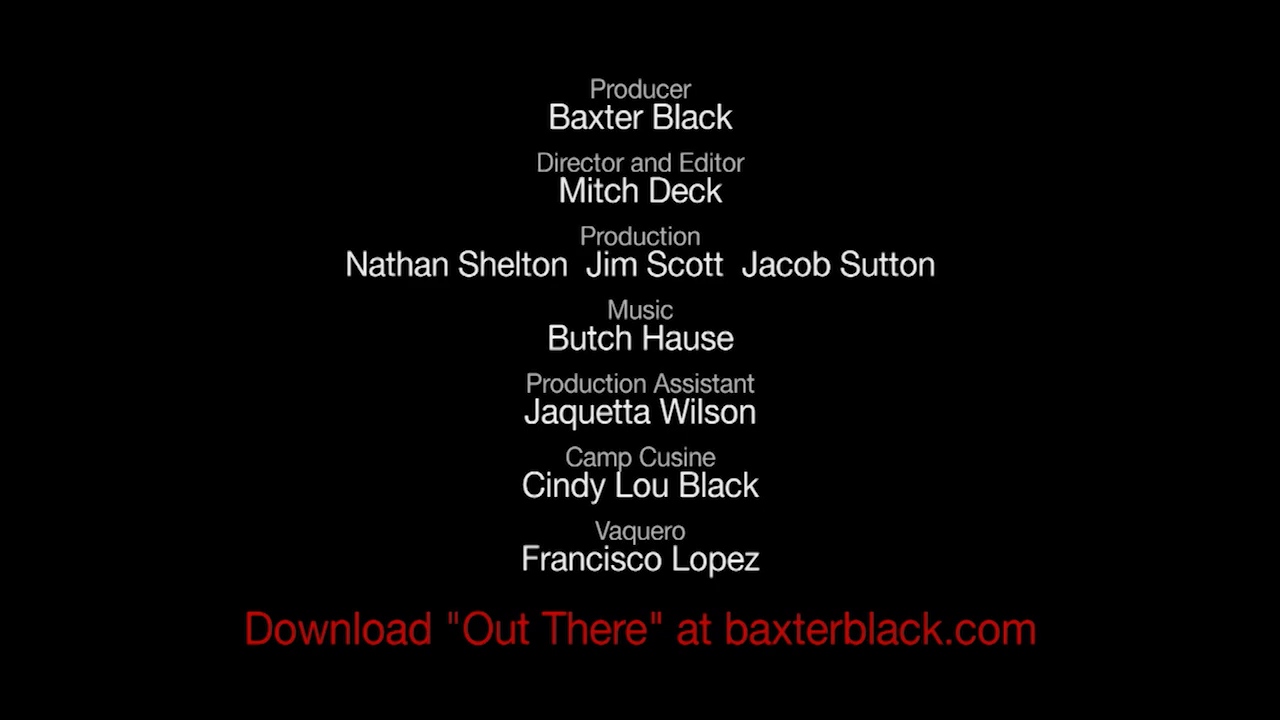 Producer
Baxter Black
Director and Editor
Mitch Deck
Production
Nathan Shelton  Jim Scott  Jacob Sutton
Music
Butch Hause
Production Assistant
Jaquetta Wilson
Camp Cusine
Cindy Lou Black
Vaquero
Francisco Lopez
Download "Out There" at baxterblack.com